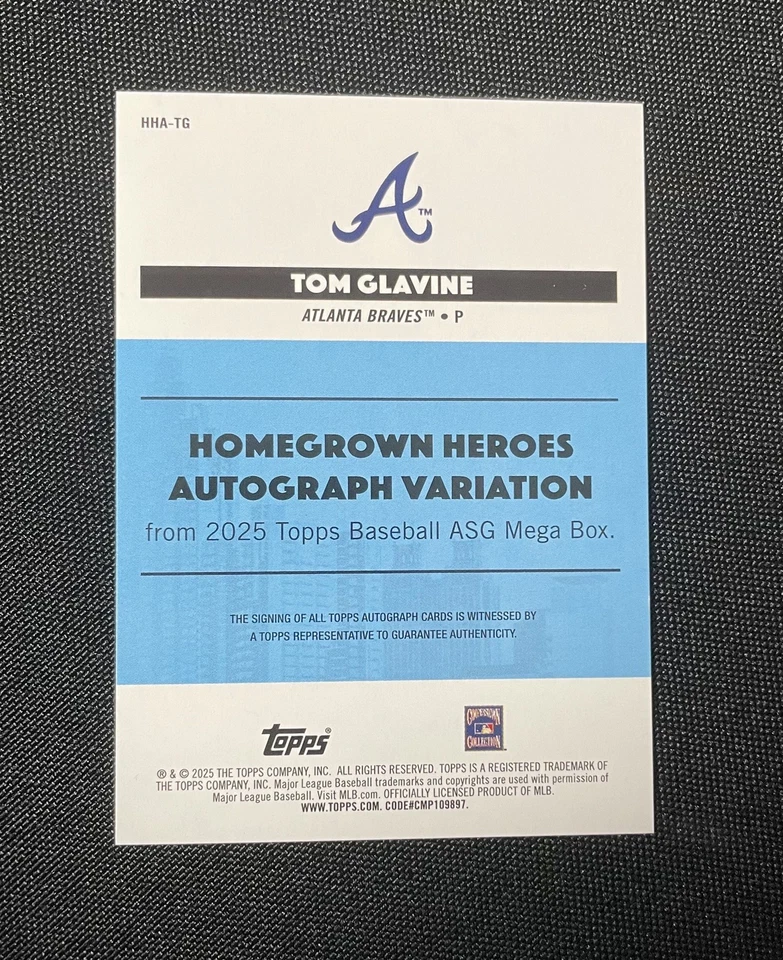 HHA-TG
A™
TOM GLAVINE
ATLANTA BRAVES™ • P
HOMEGROWN HEROES
AUTOGRAPH VARIATION
from 2025 Topps Baseball ASG Mega Box.
THE SIGNING OF ALL TOPPS AUTOGRAPH CARDS IS WITNESSED BY
A TOPPS REPRESENTATIVE TO GUARANTEE AUTHENTICITY.
Topps®
COOPERSTOWN
COLLECTION™
® & © 2025 THE TOPPS COMPANY, INC. ALL RIGHTS RESERVED. TOPPS IS A REGISTERED TRADEMARK OF
THE TOPPS COMPANY, INC. Major League Baseball trademarks and copyrights are used with permission of
Major League Baseball. Visit MLB.com. OFFICIALLY LICENSED PRODUCT OF MLB.
WWW.TOPPS.COM. CODE#CMP109897.